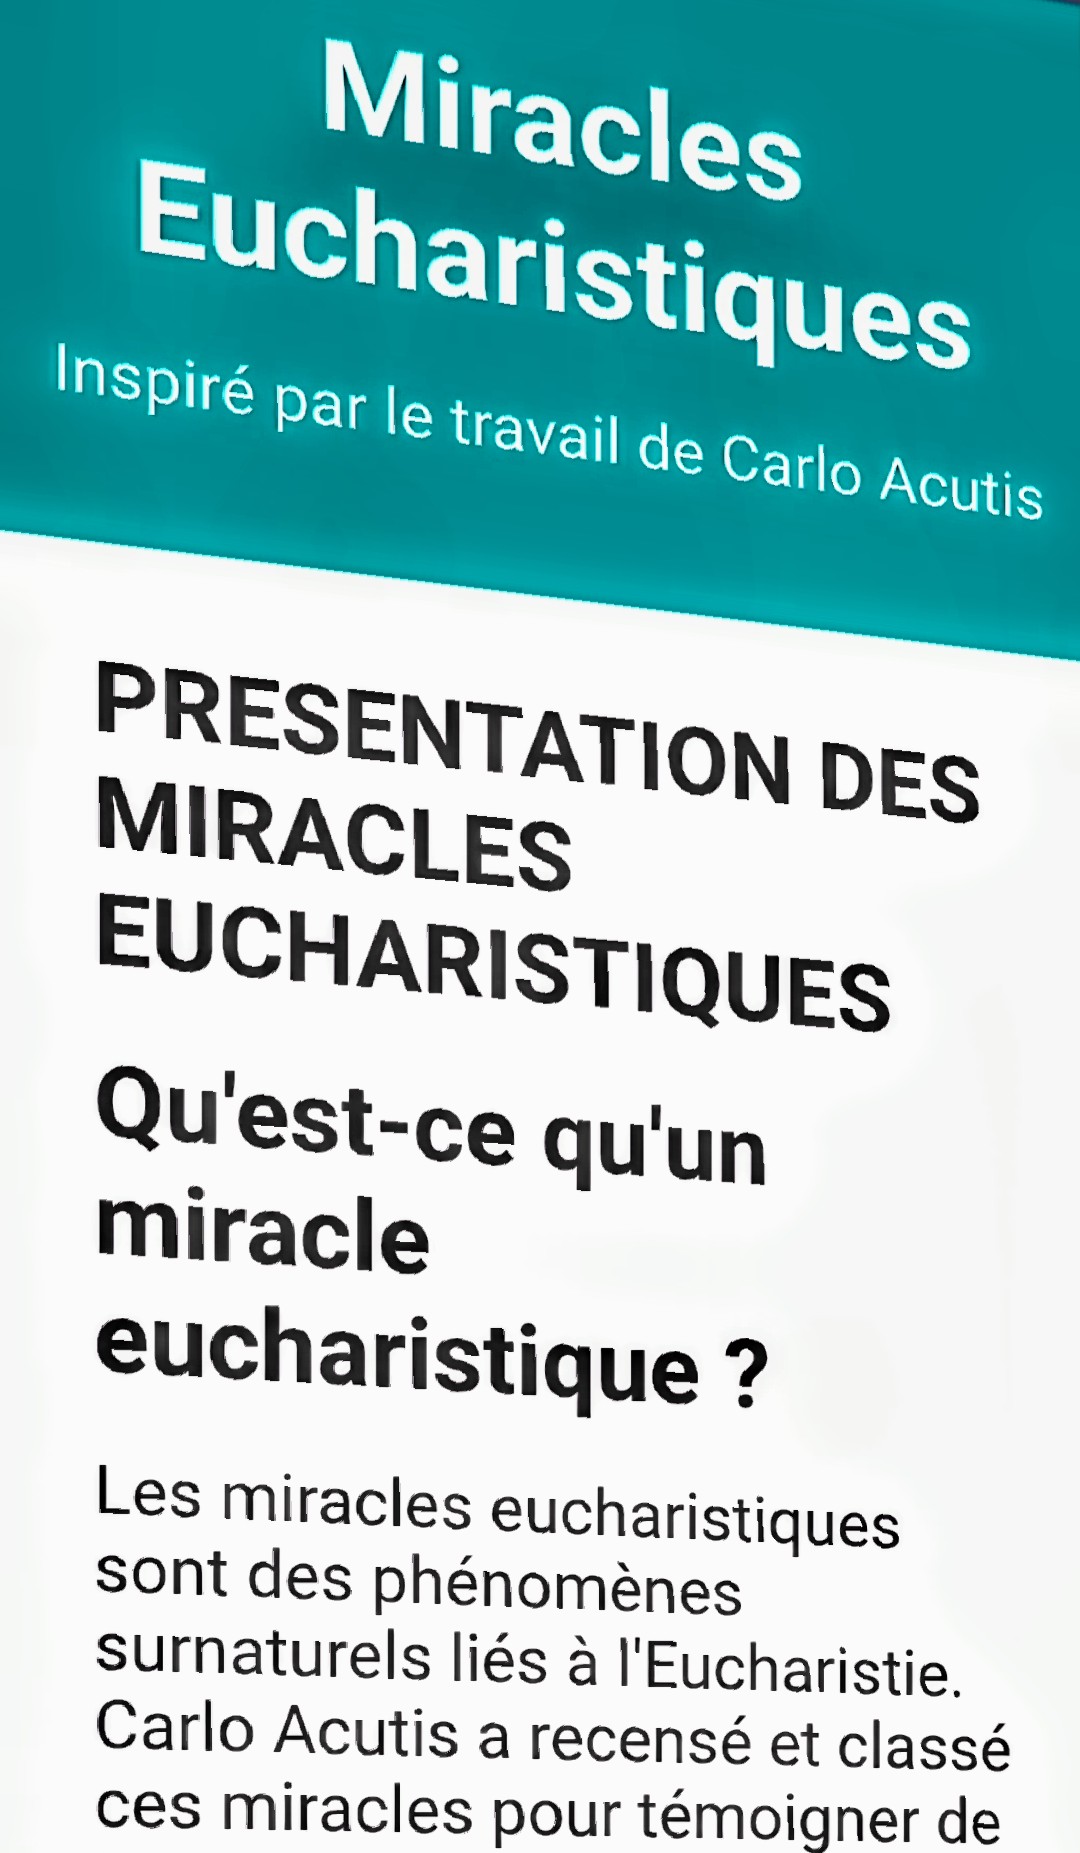 Miracles
Eucharistiques
Inspiré par le travail de Carlo Acutis
PRESENTATION DES
MIRACLES
EUCHARISTIQUES
Qu'est-ce qu'un
miracle
eucharistique ?
Les miracles eucharistiques
sont des phénomènes
surnaturels liés à l'Eucharistie.
Carlo Acutis a recensé et classé
ces miracles pour témoigner de